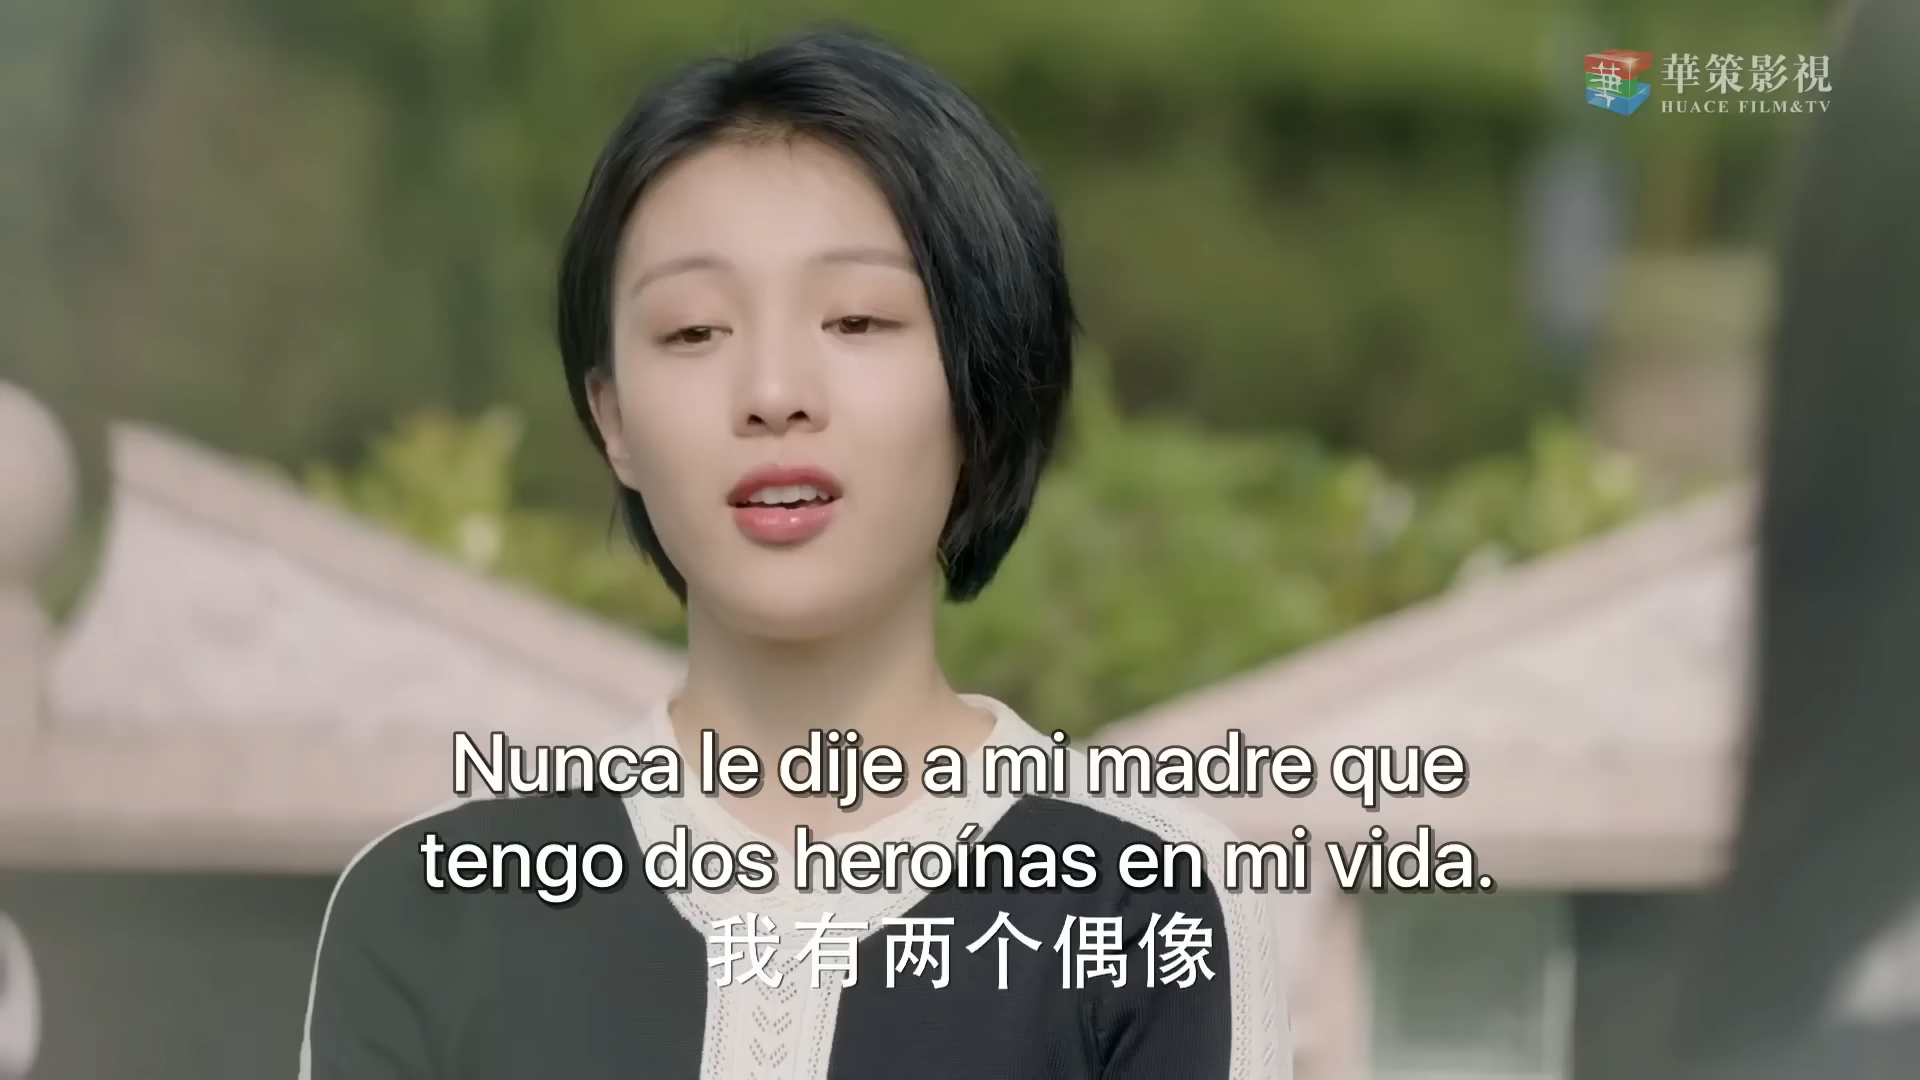 華策影視
HUACE FILM&TV
Nunca le dije a mi madre que
tengo dos heroínas en mi vida.
我有两个偶像